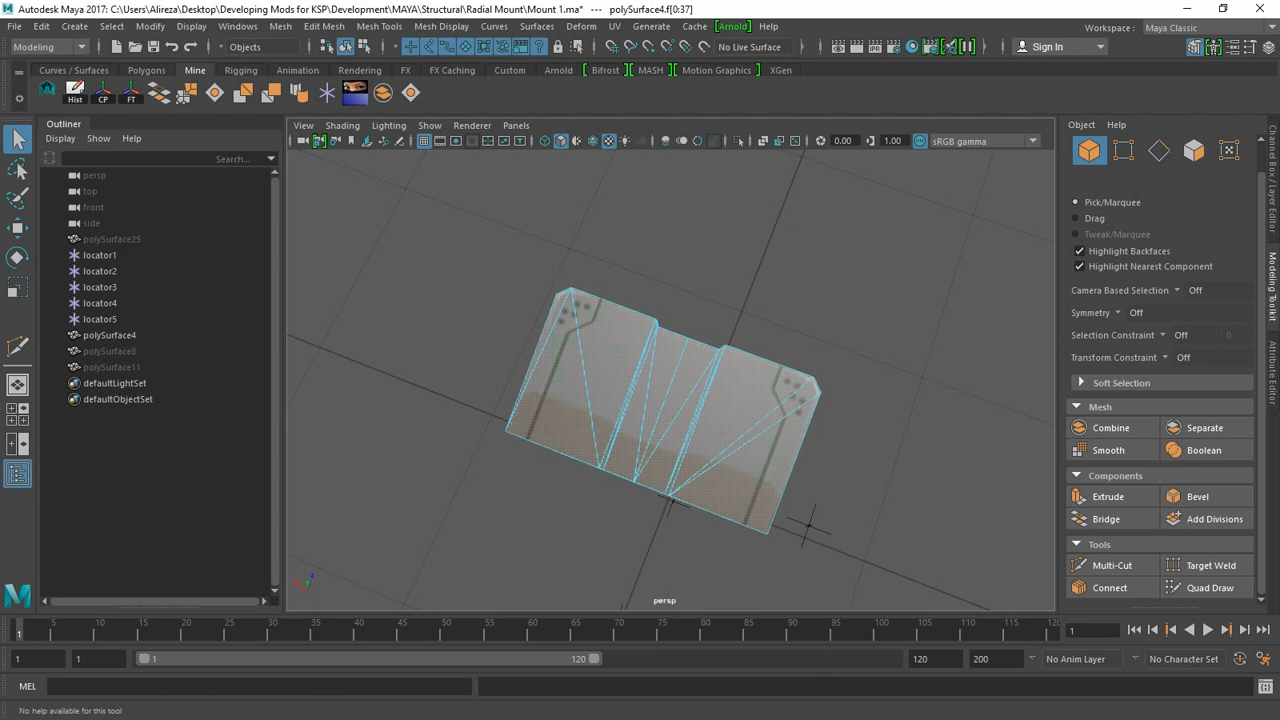 Autodesk Maya 2017: C:\Users\Alireza\Desktop\Developing Mods for KSP\Development\MAYA\Structural\Radial Mount\Mount 1.ma* --- polySurface4.f[0:37]
File Edit Create Select Modify Display Windows Mesh Edit Mesh Mesh Tools Mesh Display Curves Surfaces Deform UV Generate Cache [Arnold] Help Workspace : Maya Classic
Modeling Objects No Live Surface Sign In
Curves / Surfaces Polygons Mine Rigging Animation Rendering FX FX Caching Custom Arnold Bifrost MASH Motion Graphics XGen
Hist CP FT
Outliner
Display Show Help
Search...
persp
top
front
side
polySurface25
locator1
locator2
locator3
locator4
locator5
polySurface4
polySurface8
polySurface11
defaultLightSet
defaultObjectSet
View Shading Lighting Show Renderer Panels
0.00 1.00 sRGB gamma
persp
Object Help
Pick/Marquee
Drag
Tweak/Marquee
Highlight Backfaces
Highlight Nearest Component
Camera Based Selection Off
Symmetry Off
Selection Constraint Off 0
Transform Constraint Off
Soft Selection
Mesh
Combine Separate
Smooth Boolean
Components
Extrude Bevel
Bridge Add Divisions
Tools
Multi-Cut Target Weld
Connect Quad Draw
Channel Box / Layer Editor
Modeling Toolkit
Attribute Editor
1 5 10 15 20 25 30 35 40 45 50 55 60 65 70 75 80 85 90 95 100 105 110 115 120 1
1 1 1 120 120 200 No Anim Layer No Character Set
MEL
No help available for this tool